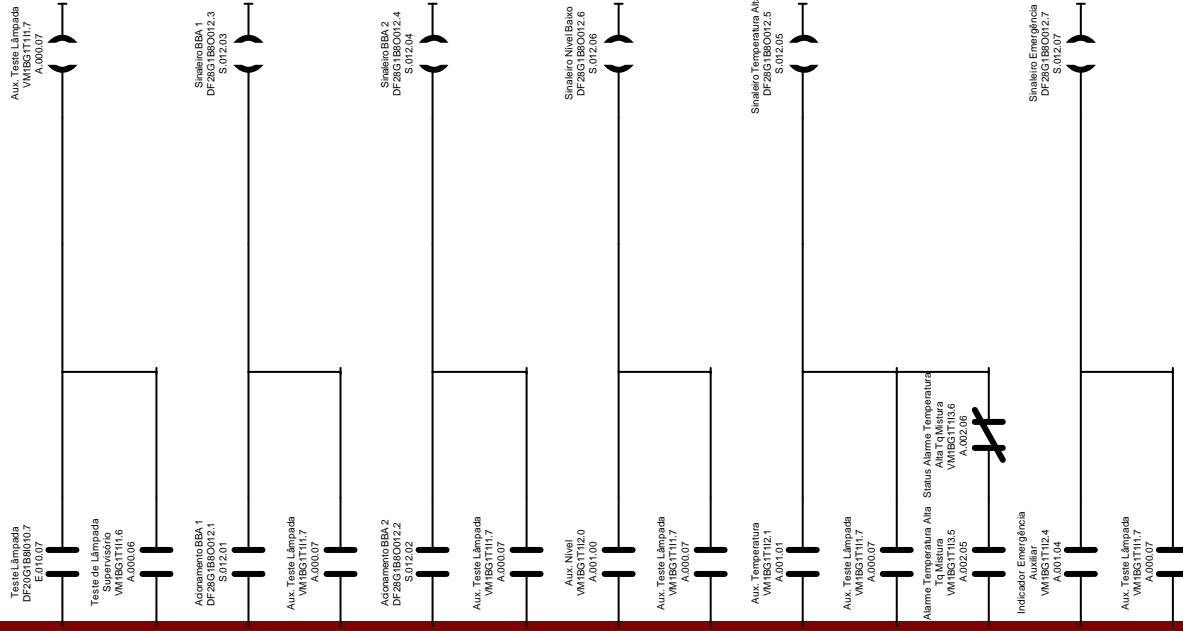 Aux. Teste Lâmpada
VM1BG1T1I1.7
A.000.07
Sinaleiro BBA 1
DF28G1B8O012.3
S.012.03
Sinaleiro BBA 2
DF28G1B8O012.4
S.012.04
Sinaleiro Nível Baixo
DF28G1B8O012.6
S.012.06
Sinaleiro Temperatura Alta
DF28G1B8O012.5
S.012.05
Sinaleiro Emergência
DF28G1B8O012.7
S.012.07
Teste Lâmpada
DF20G1B8I010.7
E.010.07
Teste de Lâmpada
Supervisório
VM1BG1T1I1.6
A.000.06
Acionamento BBA 1
DF28G1B8O012.1
S.012.01
Aux. Teste Lâmpada
VM1BG1T1I1.7
A.000.07
Acionamento BBA 2
DF28G1B8O012.2
S.012.02
Aux. Teste Lâmpada
VM1BG1T1I1.7
A.000.07
Aux. Nível
VM1BG1T1I2.0
A.001.00
Aux. Teste Lâmpada
VM1BG1T1I1.7
A.000.07
Aux. Temperatura
VM1BG1T1I2.1
A.001.01
Aux. Teste Lâmpada
VM1BG1T1I1.7
A.000.07
Alarme Temperatura Alta
Tq Mistura
VM1BG1T1I3.5
A.002.05
Status Alarme Temperatura
Alta Tq Mistura
VM1BG1T1I3.6
A.002.06
Indicador Emergência
Auxiliar
VM1BG1T1I2.4
A.001.04
Aux. Teste Lâmpada
VM1BG1T1I1.7
A.000.07